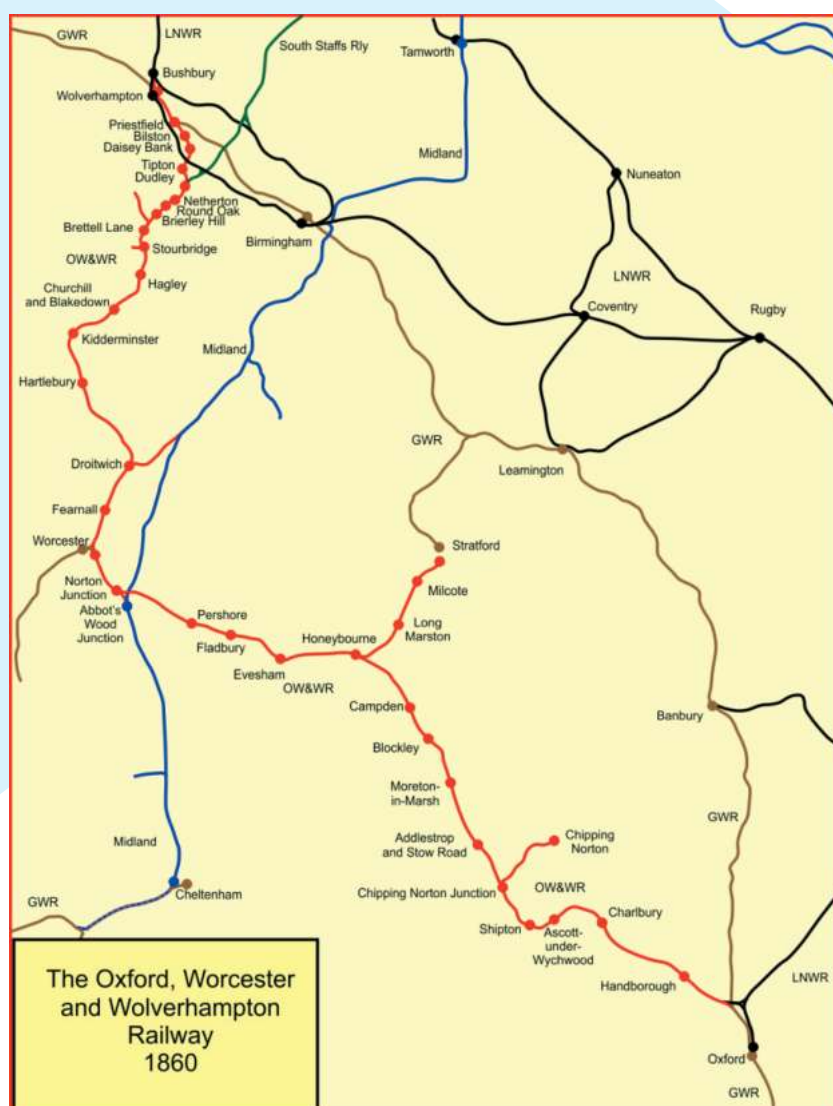 GWR
LNWR
South Staffs Rly
Tamworth
Bushbury
Wolverhampton
Priestfield
Bilston
Daisey Bank
Tipton
Dudley
Midland
Nuneaton
Netherton
Round Oak
Brierley Hill
Brettell Lane
Birmingham
Stourbridge
OW&WR
Hagley
Churchill
and Blakedown
LNWR
Coventry
Rugby
Kidderminster
Midland
Hartlebury
GWR
Leamington
Droitwich
Fearnall
Worcester
Stratford
Norton
Junction
Abbot's
Wood
Junction
Milcote
Pershore
Fladbury
Evesham
Honeybourne
Long
Marston
OW&WR
Campden
Banbury
Blockley
Moreton-
in-Marsh
GWR
Addlestrop
and Stow Road
Chipping
Norton
Midland
Cheltenham
Chipping Norton Junction
OW&WR
GWR
Shipton
Ascott-
under-
Wychwood
Charlbury
Handborough
LNWR
Oxford
GWR
The Oxford, Worcester
and Wolverhampton
Railway
1860